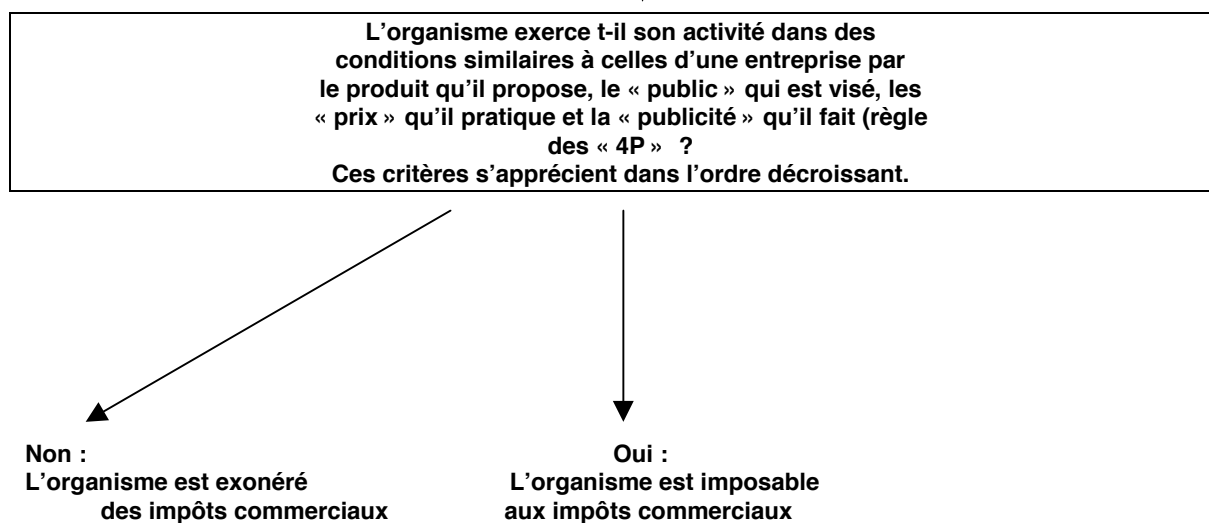 L'organisme exerce t-il son activité dans des
conditions similaires à celles d'une entreprise par
le produit qu'il propose, le « public » qui est visé, les
« prix » qu'il pratique et la « publicité » qu'il fait (règle
des « 4P » ?
Ces critères s'apprécient dans l'ordre décroissant.
Non :
L'organisme est exonéré
des impôts commerciaux
Oui :
L'organisme est imposable
aux impôts commerciaux